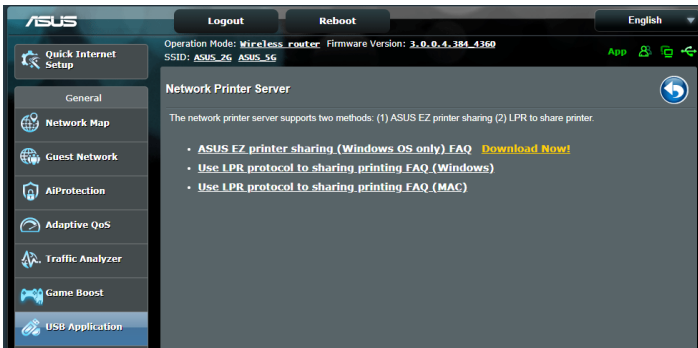 ASUS
Logout
Reboot
English
Quick Internet
Setup
Operation Mode: Wireless router Firmware Version: 3.0.0.4.384_4360
SSID: ASUS_2G ASUS_5G
App
General
Network Map
Guest Network
AiProtection
Adaptive QoS
Traffic Analyzer
Game Boost
USB Application
Network Printer Server
The network printer server supports two methods: (1) ASUS EZ printer sharing (2) LPR to share printer.
ASUS EZ printer sharing (Windows OS only) FAQ Download Now!
Use LPR protocol to sharing printing FAQ (Windows)
Use LPR protocol to sharing printing FAQ (MAC)